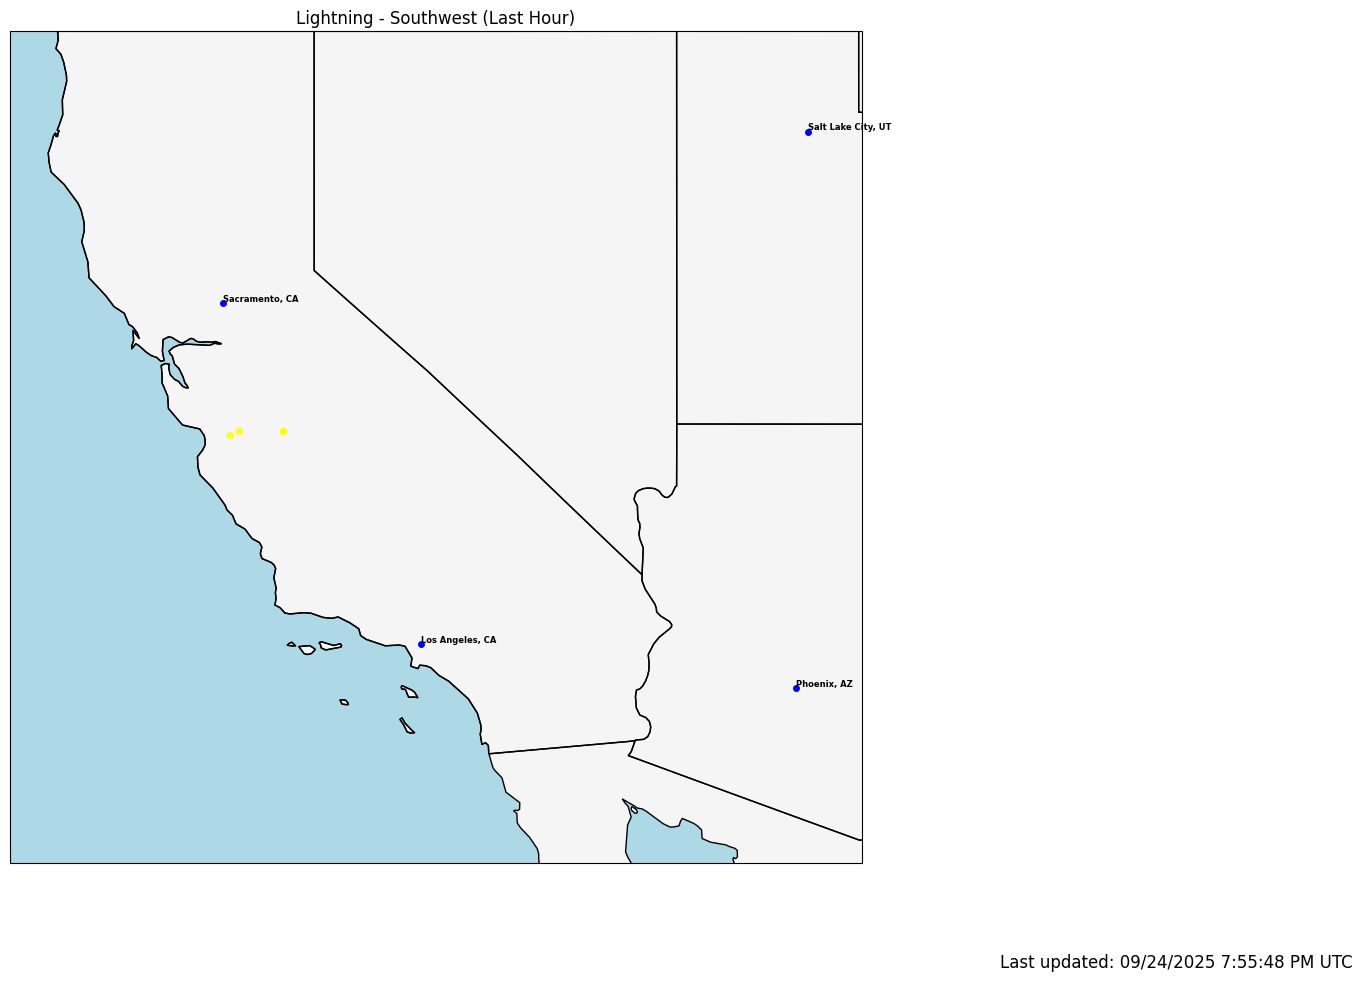 Lightning - Southwest (Last Hour)
Salt Lake City, UT
Sacramento, CA
Los Angeles, CA
Phoenix, AZ
Last updated: 09/24/2025 7:55:48 PM UTC